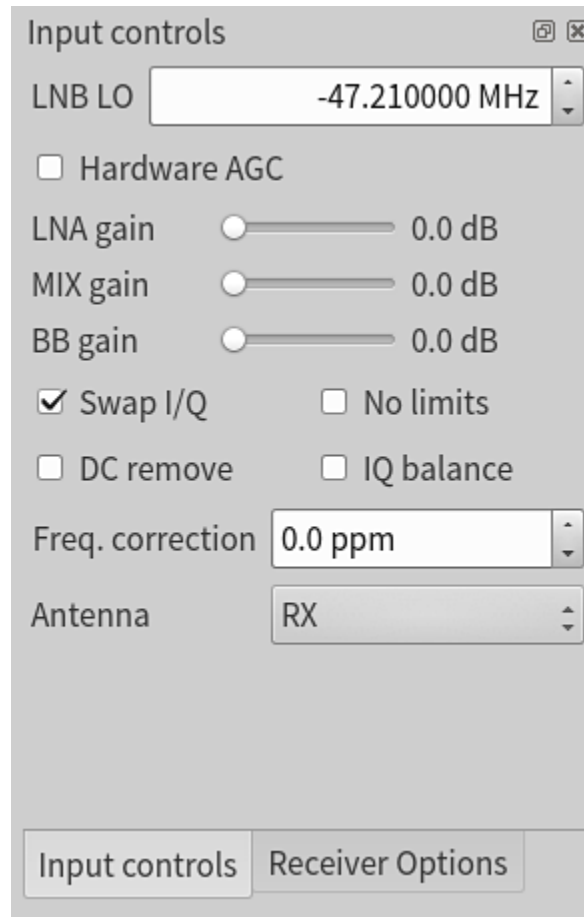 Input controls
LNB LO -47.210000 MHz
Hardware AGC
LNA gain 0.0 dB
MIX gain 0.0 dB
BB gain 0.0 dB
Swap I/Q No limits
DC remove IQ balance
Freq. correction 0.0 ppm
Antenna RX
Input controls Receiver Options